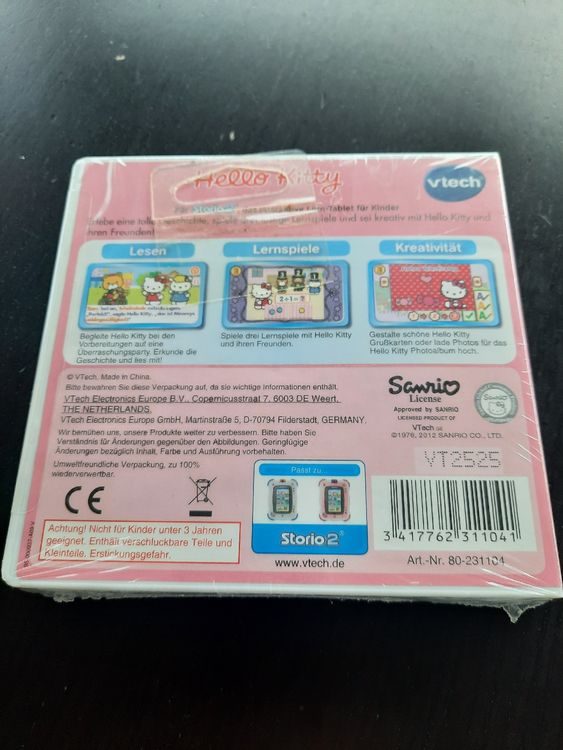 Hello Kitty
vtech
Für Storio 2 das interaktive Lern-Tablet für Kinder
Erlebe eine tolle Geschichte, spiele Lernspiele und sei kreativ mit Hello Kitty und
ihren Freunden!
Lesen
Lernspiele
Kreativität
2+1= ?
Begleite Hello Kitty bei den
Vorbereitungen auf eine
Überraschungsparty. Erkunde die
Geschichte und lies mit!
Spiele drei Lernspiele mit Hello Kitty
und ihren Freunden.
Gestalte schöne Hello Kitty
Grußkarten oder lade Photos für das
Hello Kitty Photoalbum hoch.
© VTech. Made in China.
Bitte bewahren Sie diese Verpackung auf, da sie wichtige Informationen enthält.
VTech Electronics Europe B.V., Copernicusstraat 7, 6003 DE Weert,
THE NETHERLANDS.
VTech Electronics Europe GmbH, Martinstraße 5, D-70794 Filderstadt, GERMANY.
Wir bemühen uns, unsere Produkte weiter zu verbessern. Bitte haben Sie
Verständnis für Änderungen gegenüber den Abbildungen. Geringfügige
Änderungen bezüglich Inhalt, Farbe und Ausführung vorbehalten.
Umweltfreundliche Verpackung, zu 100%
wiederverwertbar.
Sanrio
License
Approved by SANRIO
LICENSED PRODUCT OF
VTech
©1976, 2012 SANRIO CO., LTD.
VT2525
CE
Passt zu...
Storio 2®
www.vtech.de
Achtung! Nicht für Kinder unter 3 Jahren
geeignet. Enthält verschluckbare Teile und
Kleinteile. Erstickungsgefahr.
3 417762 311041
Art.-Nr. 80-231104